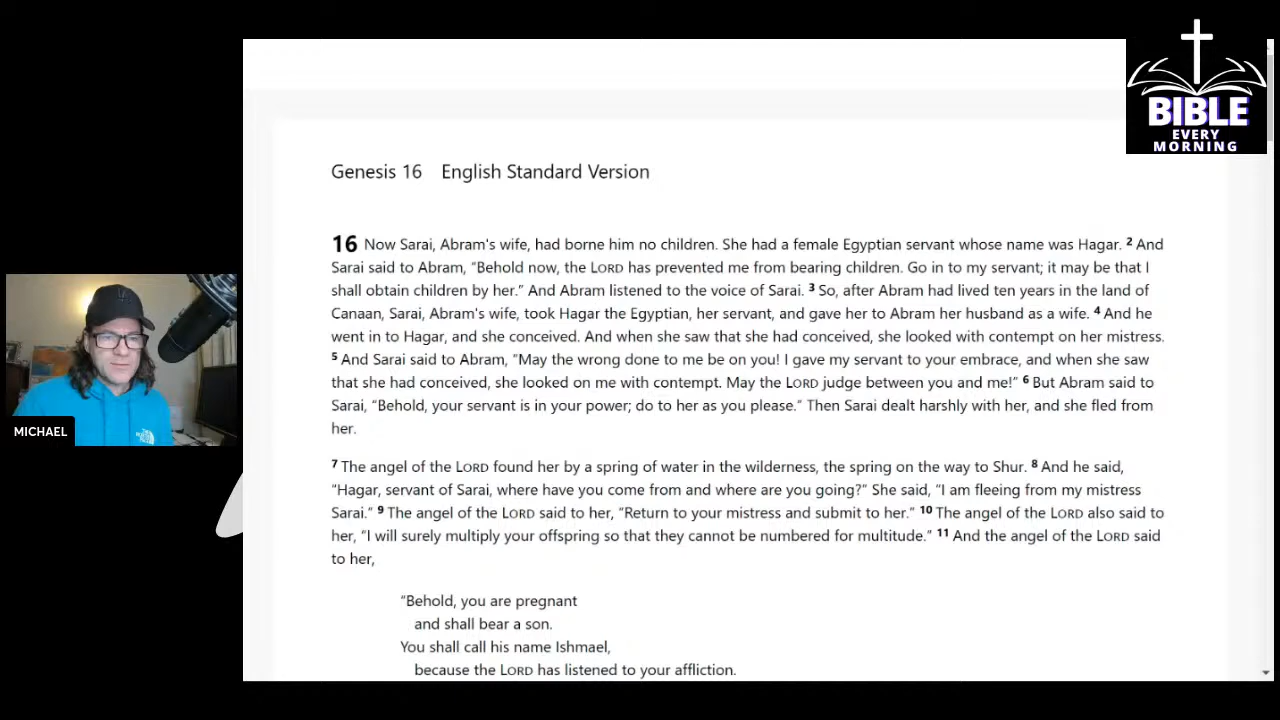 BIBLE
EVERY
MORNING
Genesis 16 English Standard Version
16 Now Sarai, Abram's wife, had borne him no children. She had a female Egyptian servant whose name was Hagar. 2 And
Sarai said to Abram, “Behold now, the LORD has prevented me from bearing children. Go in to my servant; it may be that I
shall obtain children by her.” And Abram listened to the voice of Sarai. 3 So, after Abram had lived ten years in the land of
Canaan, Sarai, Abram's wife, took Hagar the Egyptian, her servant, and gave her to Abram her husband as a wife. 4 And he
went in to Hagar, and she conceived. And when she saw that she had conceived, she looked with contempt on her mistress.
5 And Sarai said to Abram, “May the wrong done to me be on you! I gave my servant to your embrace, and when she saw
that she had conceived, she looked on me with contempt. May the LORD judge between you and me!” 6 But Abram said to
Sarai, “Behold, your servant is in your power; do to her as you please.” Then Sarai dealt harshly with her, and she fled from
her.
7 The angel of the LORD found her by a spring of water in the wilderness, the spring on the way to Shur. 8 And he said,
“Hagar, servant of Sarai, where have you come from and where are you going?” She said, “I am fleeing from my mistress
Sarai.” 9 The angel of the LORD said to her, “Return to your mistress and submit to her.” 10 The angel of the LORD also said to
her, “I will surely multiply your offspring so that they cannot be numbered for multitude.” 11 And the angel of the LORD said
to her,
“Behold, you are pregnant
and shall bear a son.
You shall call his name Ishmael,
because the LORD has listened to your affliction.
MICHAEL